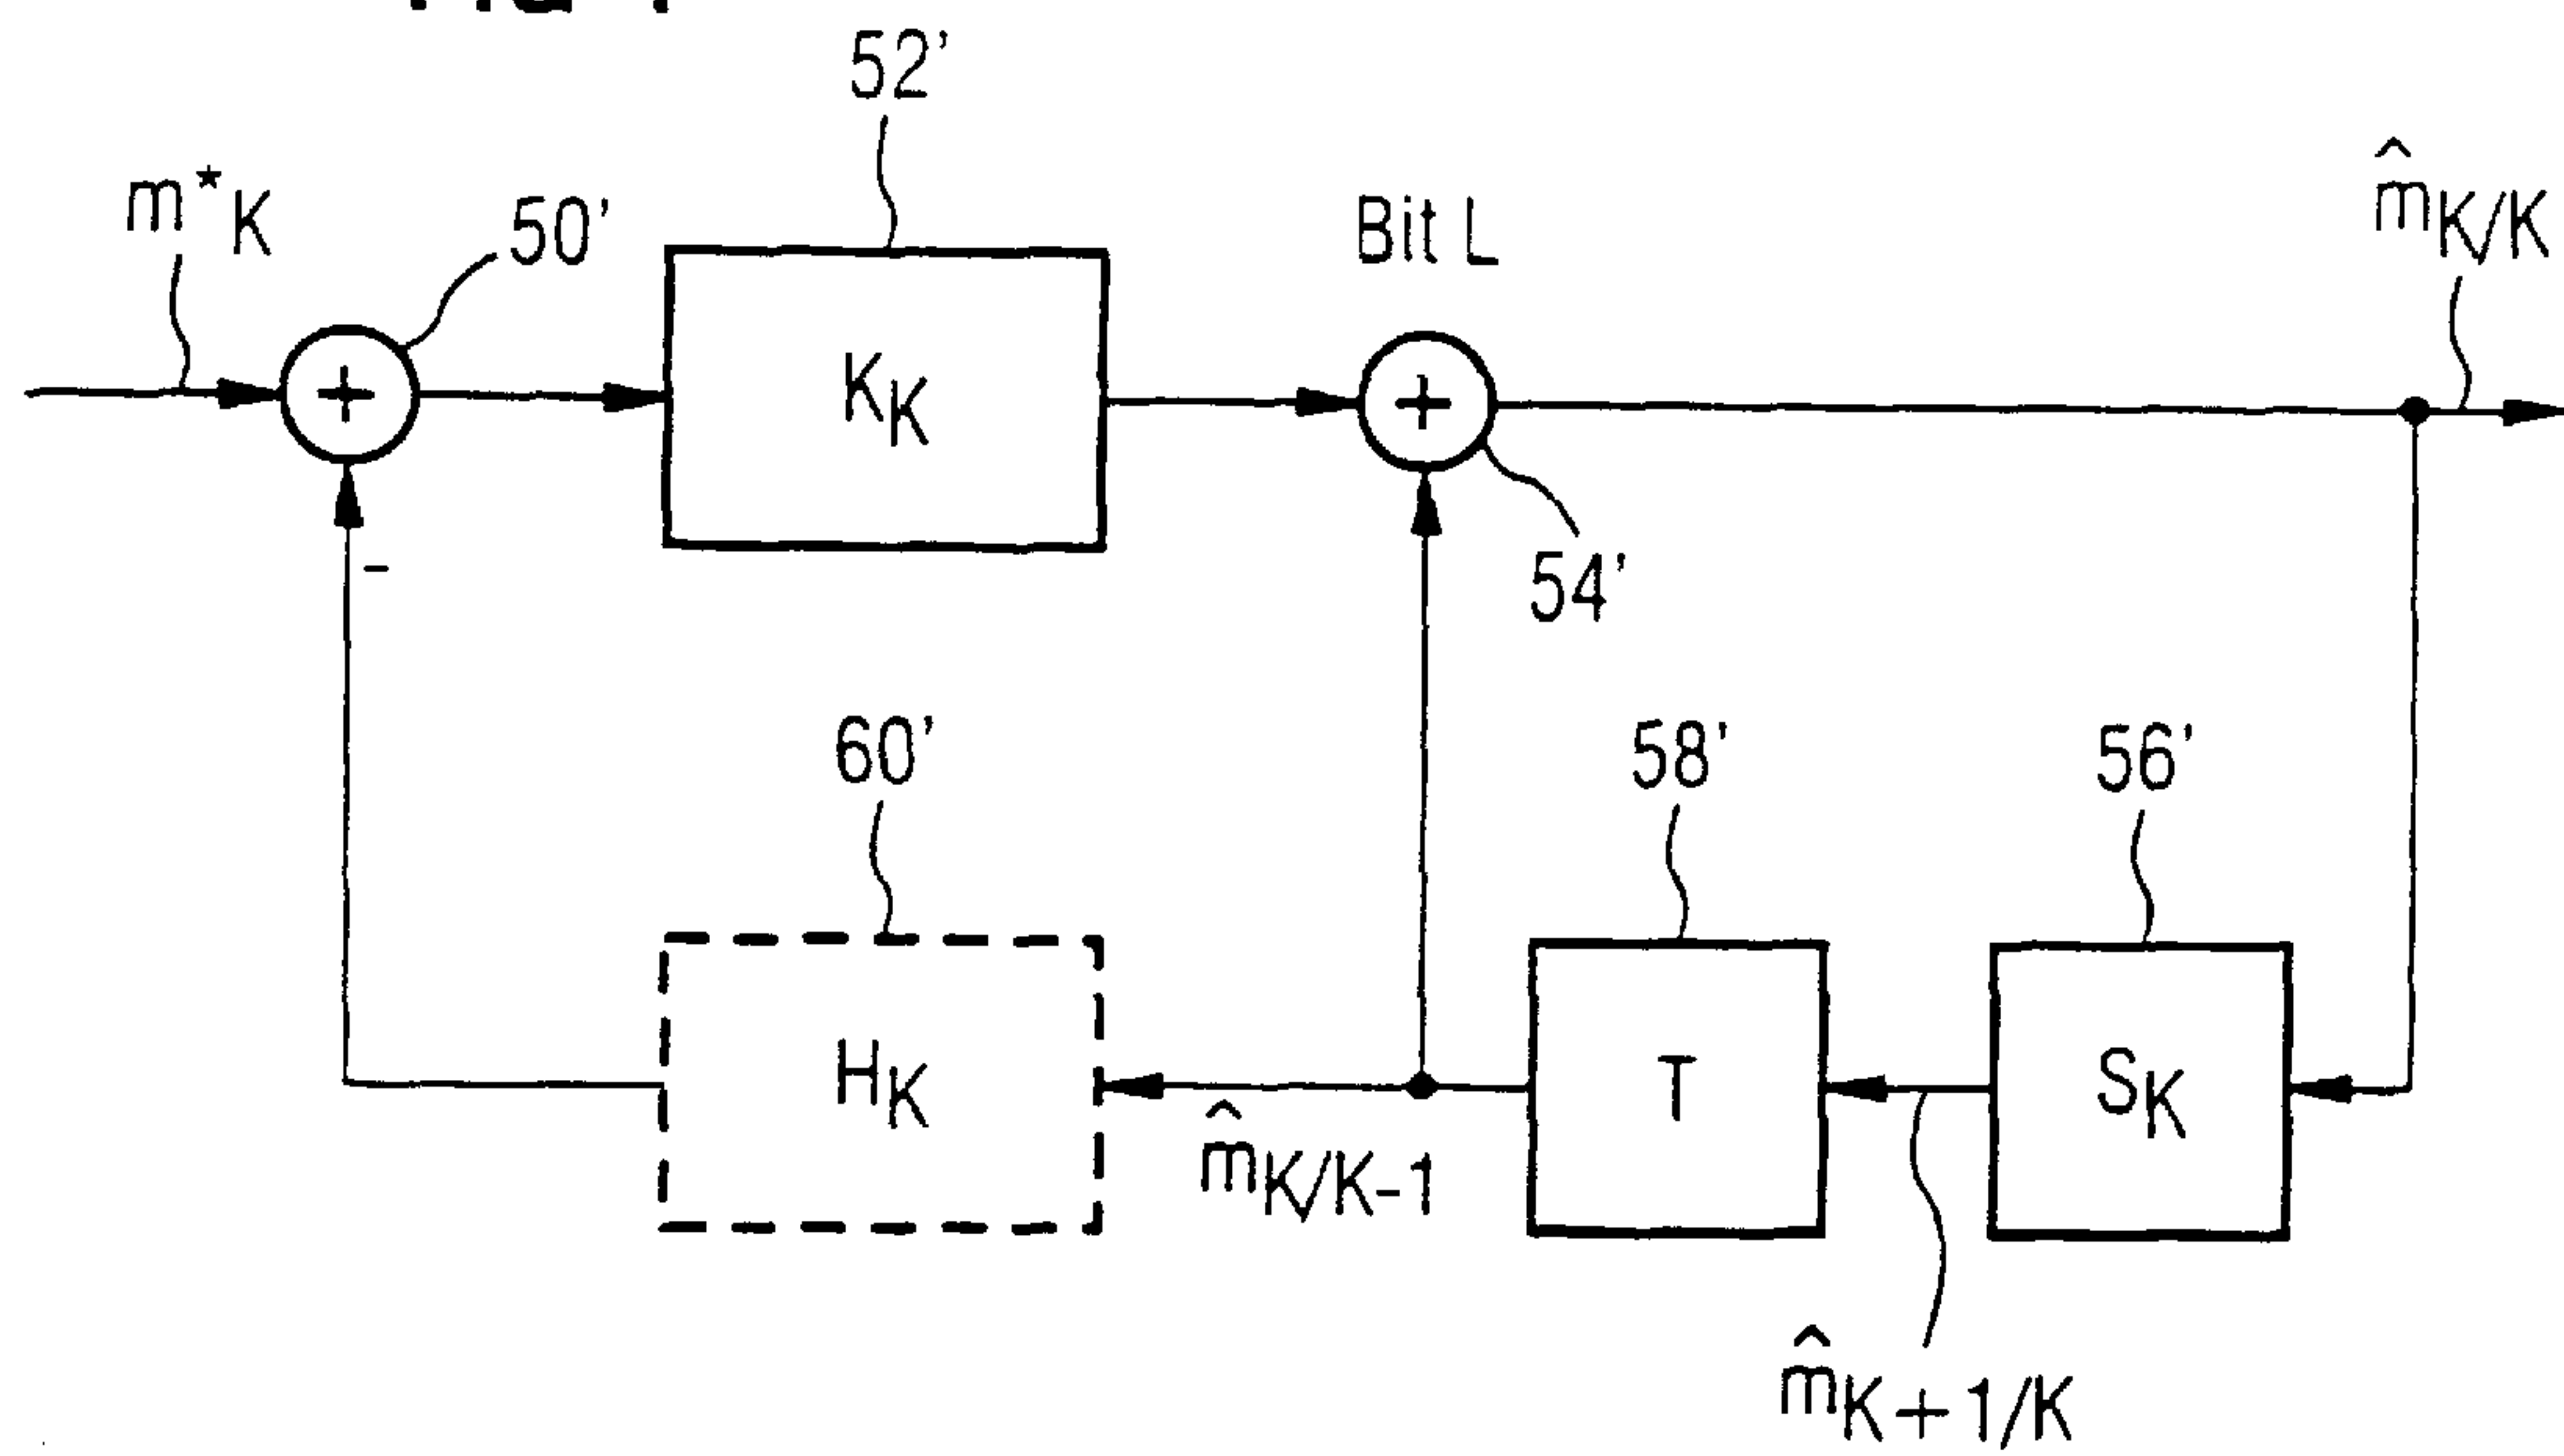 52'
m*K
50'
Bit L
m̂K/K
KK
+
+
54'
-
60'
58'
56'
HK
T
SK
m̂K/K-1
m̂K+1/K